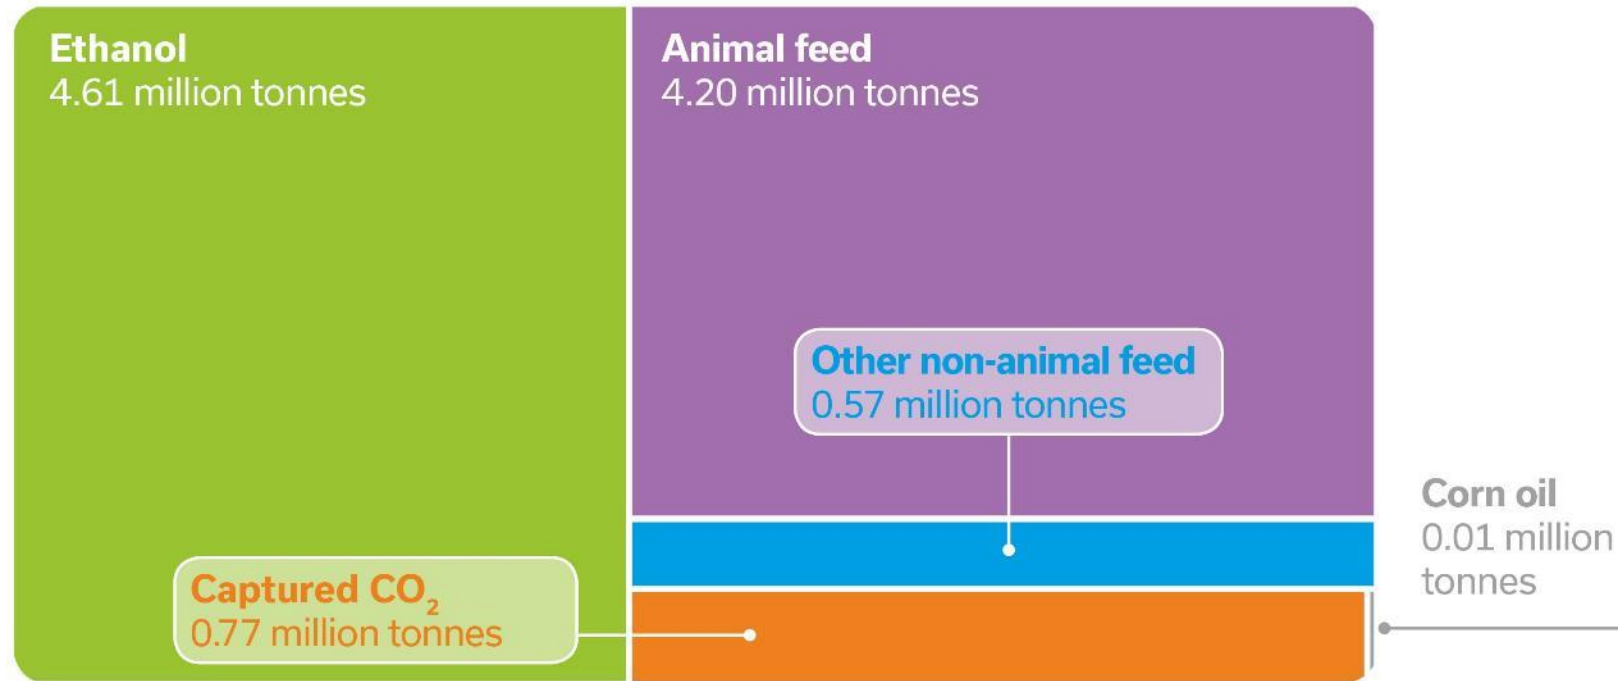 Ethanol
4.61 million tonnes
Animal feed
4.20 million tonnes
Other non-animal feed
0.57 million tonnes
Captured CO₂
0.77 million tonnes
Corn oil
0.01 million
tonnes